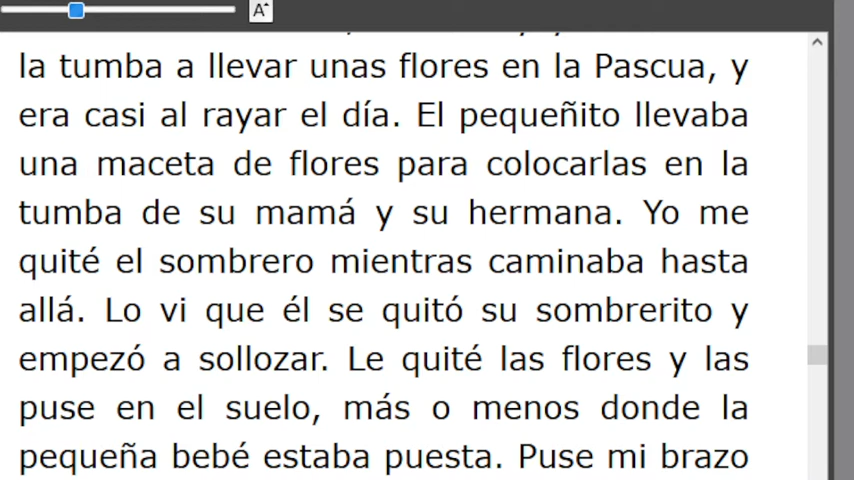 A
la tumba a llevar unas flores en la Pascua, y
era casi al rayar el día. El pequeñito llevaba
una maceta de flores para colocarlas en la
tumba de su mamá y su hermana. Yo me
quité el sombrero mientras caminaba hasta
allá. Lo vi que él se quitó su sombrerito y
empezó a sollozar. Le quité las flores y las
puse en el suelo, más o menos donde la
pequeña bebé estaba puesta. Puse mi brazo